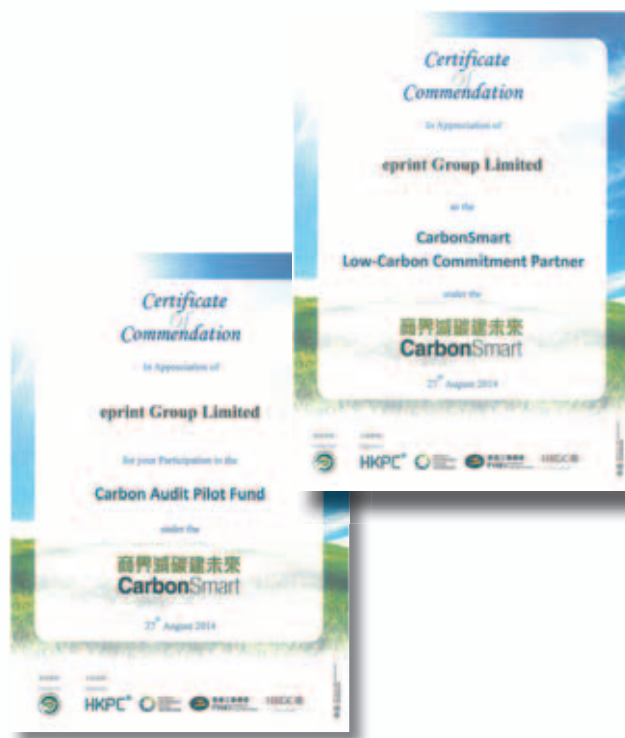 Certificate
of
Commendation
In Appreciation of
eprint Group Limited
as the
CarbonSmart
Low-Carbon Commitment Partner
under the
商界減碳建未來
CarbonSmart
27th August 2014
HKPC
Certificate
of
Commendation
In Appreciation of
eprint Group Limited
for your Participation in the
Carbon Audit Pilot Fund
under the
商界減碳建未來
CarbonSmart
27th August 2014
HKPC